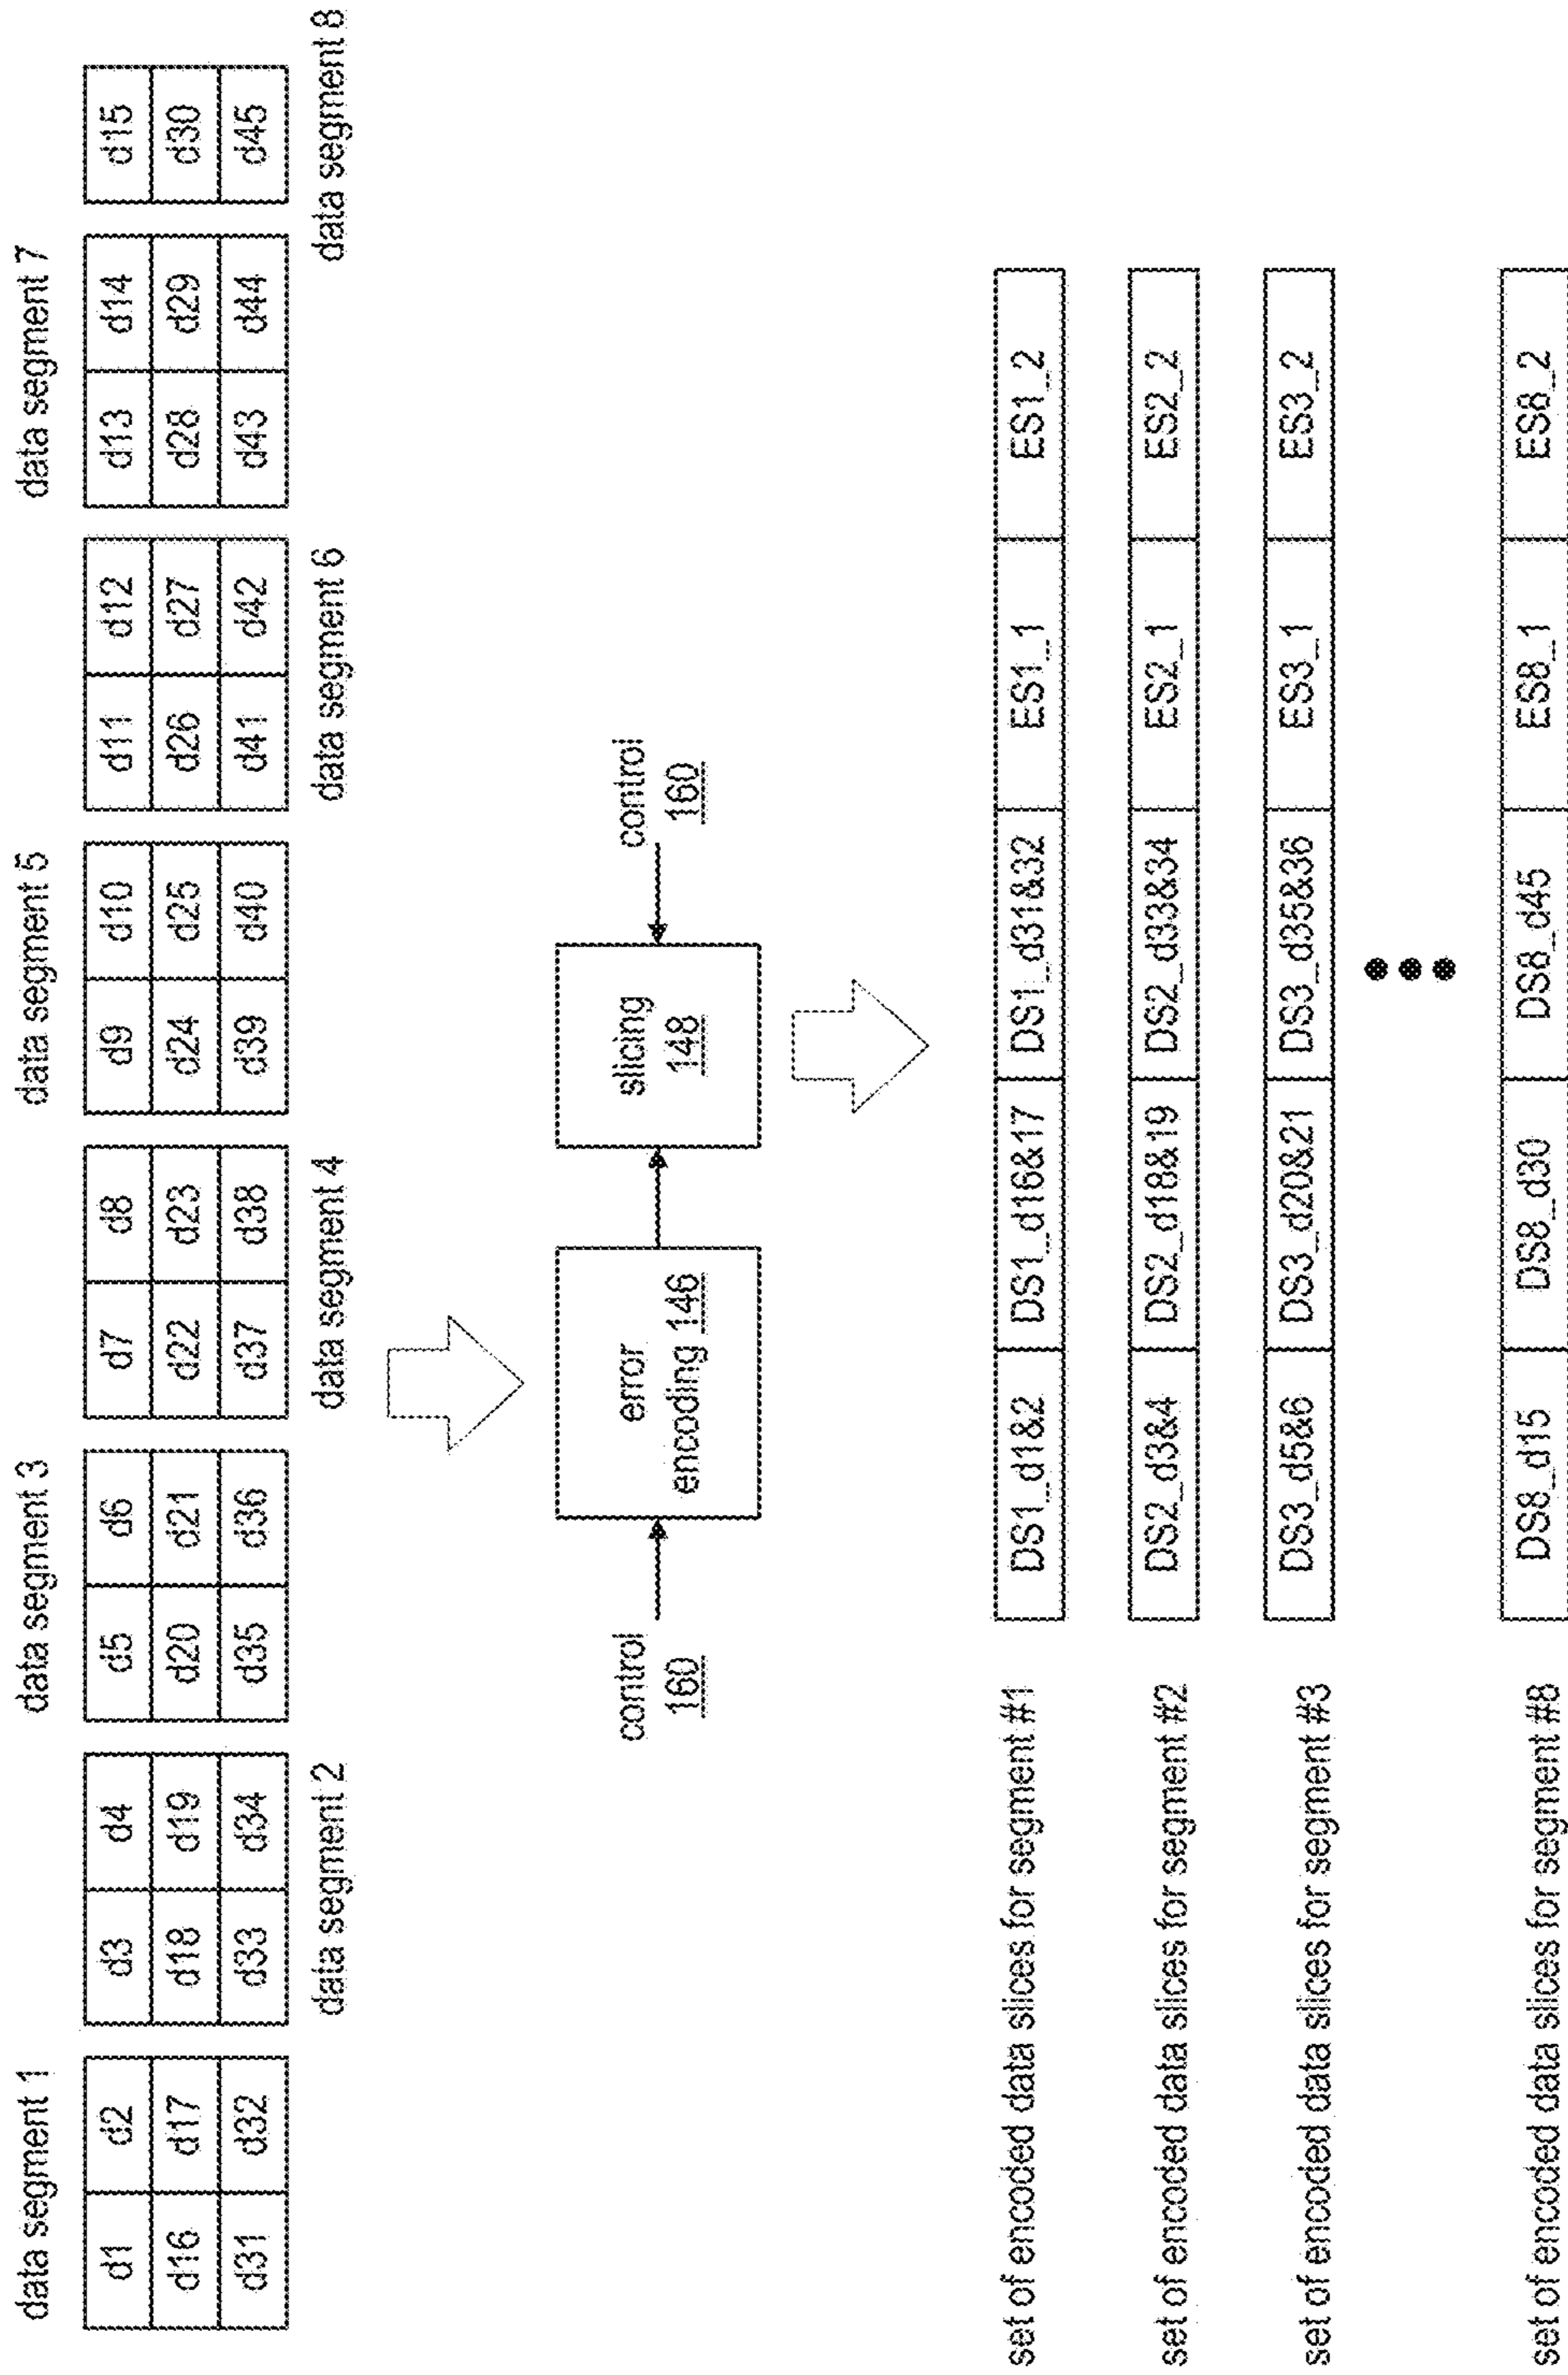 data segment 1
data segment 3
data segment 5
data segment 7
d1 d2 d3 d4 d5 d6 d7 d8 d9 d10 d11 d12 d13 d14 d15
d16 d17 d18 d19 d20 d21 d22 d23 d24 d25 d26 d27 d28 d29 d30
d31 d32 d33 d34 d35 d36 d37 d38 d39 d40 d41 d42 d43 d44 d45
data segment 2
data segment 4
data segment 6
data segment 8
control
160
error
encoding 146
slicing
148
control
160
set of encoded data slices for segment #1 DS1_d1&2 DS1_d16&17 DS1_d31&32 ES1_1 ES1_2
set of encoded data slices for segment #2 DS2_d3&4 DS2_d18&19 DS2_d33&34 ES2_1 ES2_2
set of encoded data slices for segment #3 DS3_d5&6 DS3_d20&21 DS3_d35&36 ES3_1 ES3_2
set of encoded data slices for segment #8 DS8_d15 DS8_d30 DS8_d45 ES8_1 ES8_2